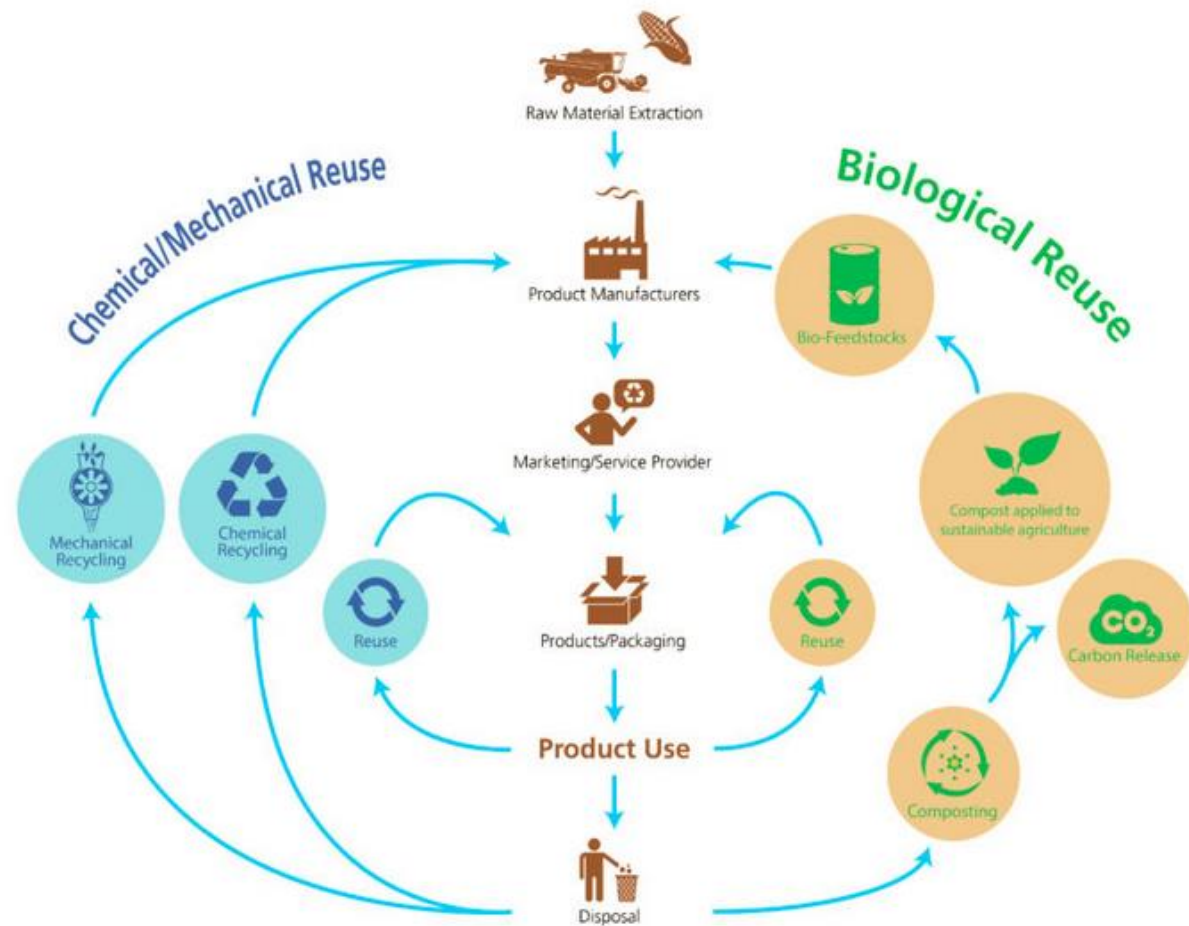 Raw Material Extraction
Chemical/Mechanical Reuse
Biological Reuse
Product Manufacturers
Bio-Feedstocks
Marketing/Service Provider
Mechanical
Recycling
Chemical
Recycling
Compost applied to
sustainable agriculture
Reuse
Products/Packaging
Reuse
CO₂
Carbon Release
Product Use
Composting
Disposal